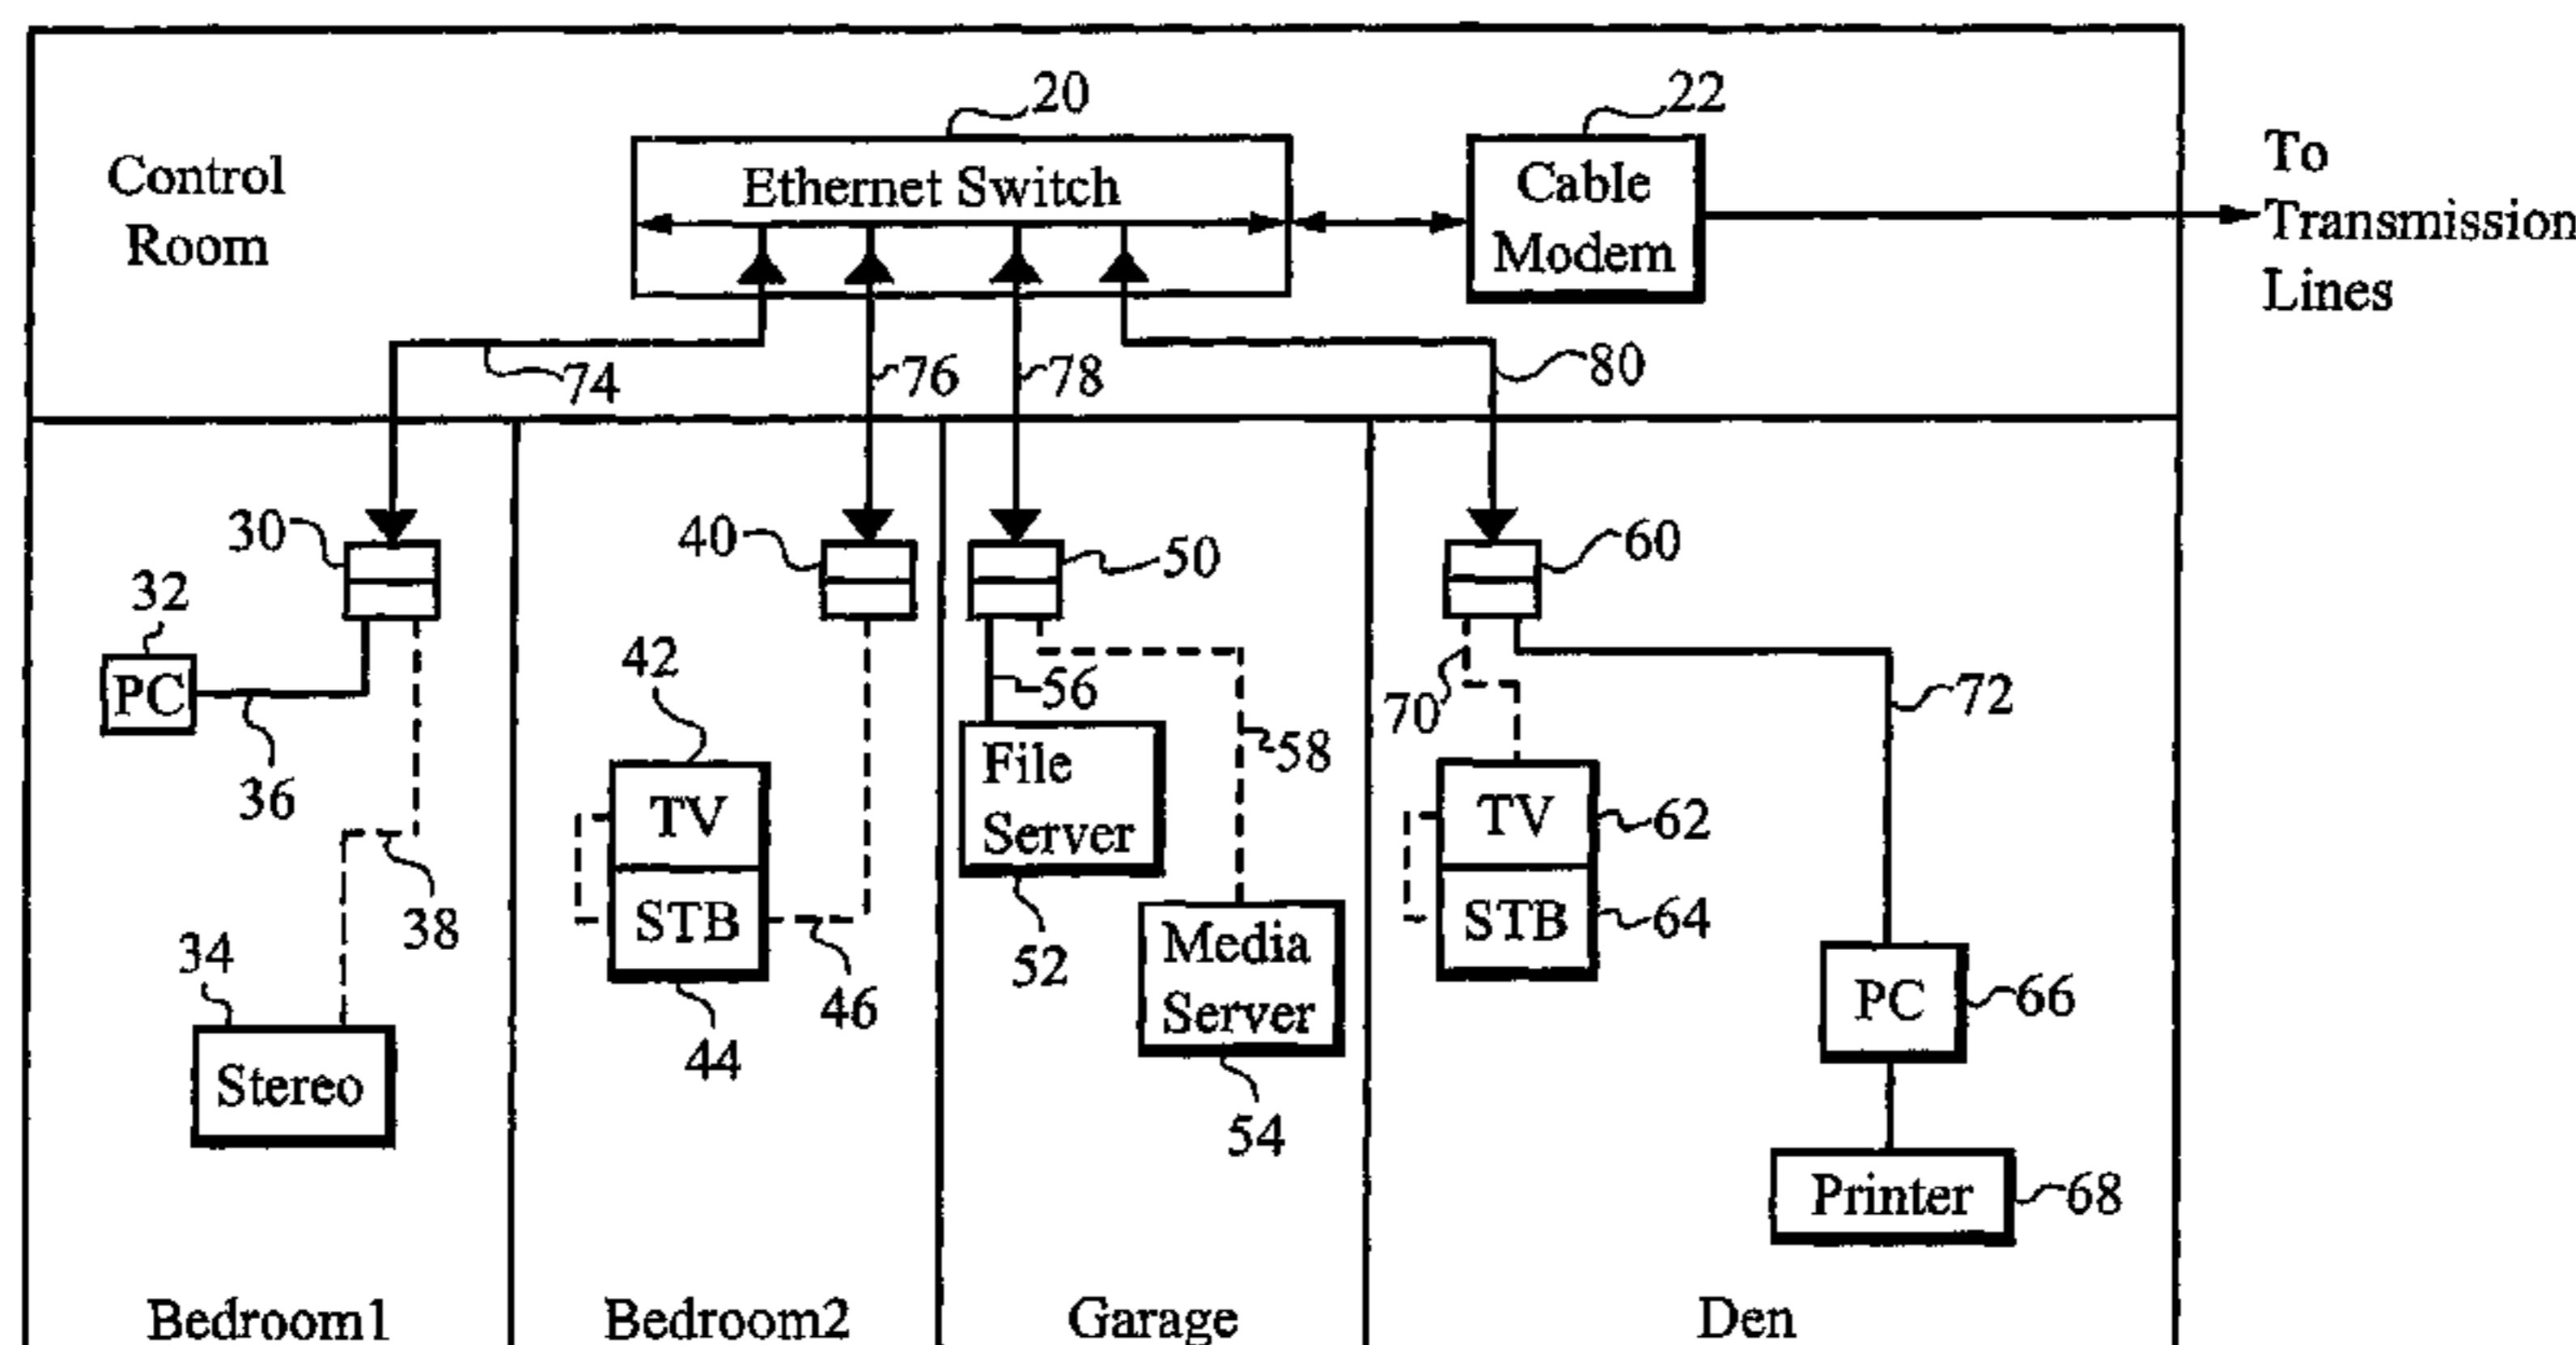 20
22
Control
Room
Ethernet Switch
Cable
Modem
To
Transmission
Lines
74
76
78
80
30
32
PC
36
38
34
Stereo
Bedroom1
40
42
TV
STB
44
46
Bedroom2
50
56
58
File
Server
52
Media
Server
54
Garage
60
70
72
TV
62
STB
64
PC
66
Printer
68
Den